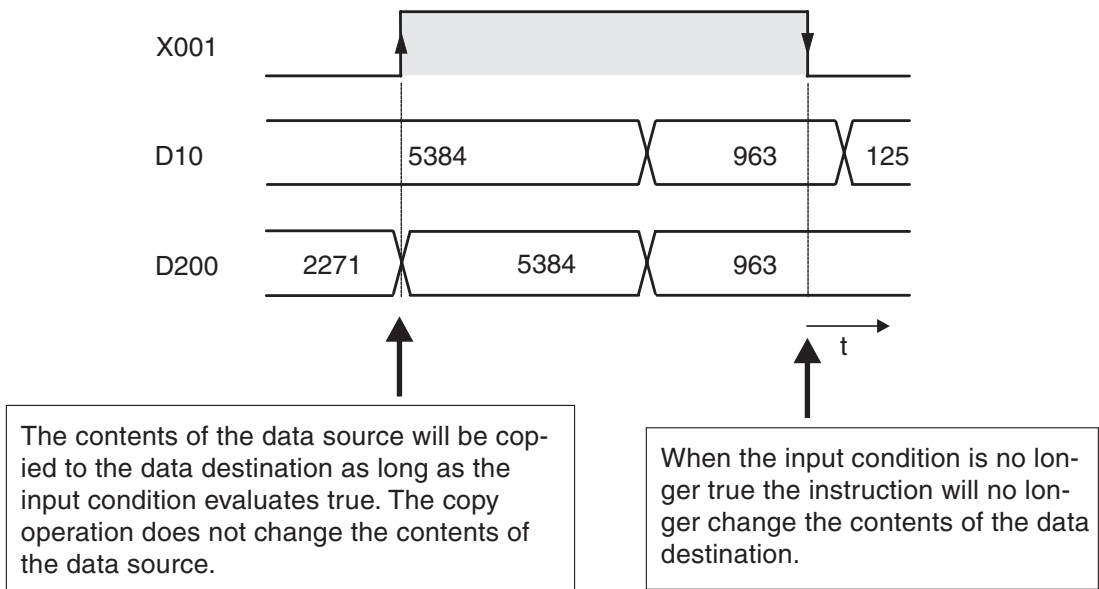 X001
D10
5384
963
125
D200
2271
5384
963
t
The contents of the data source will be cop-
ied to the data destination as long as the
input condition evaluates true. The copy
operation does not change the contents of
the data source.
When the input condition is no lon-
ger true the instruction will no lon-
ger change the contents of the data
destination.